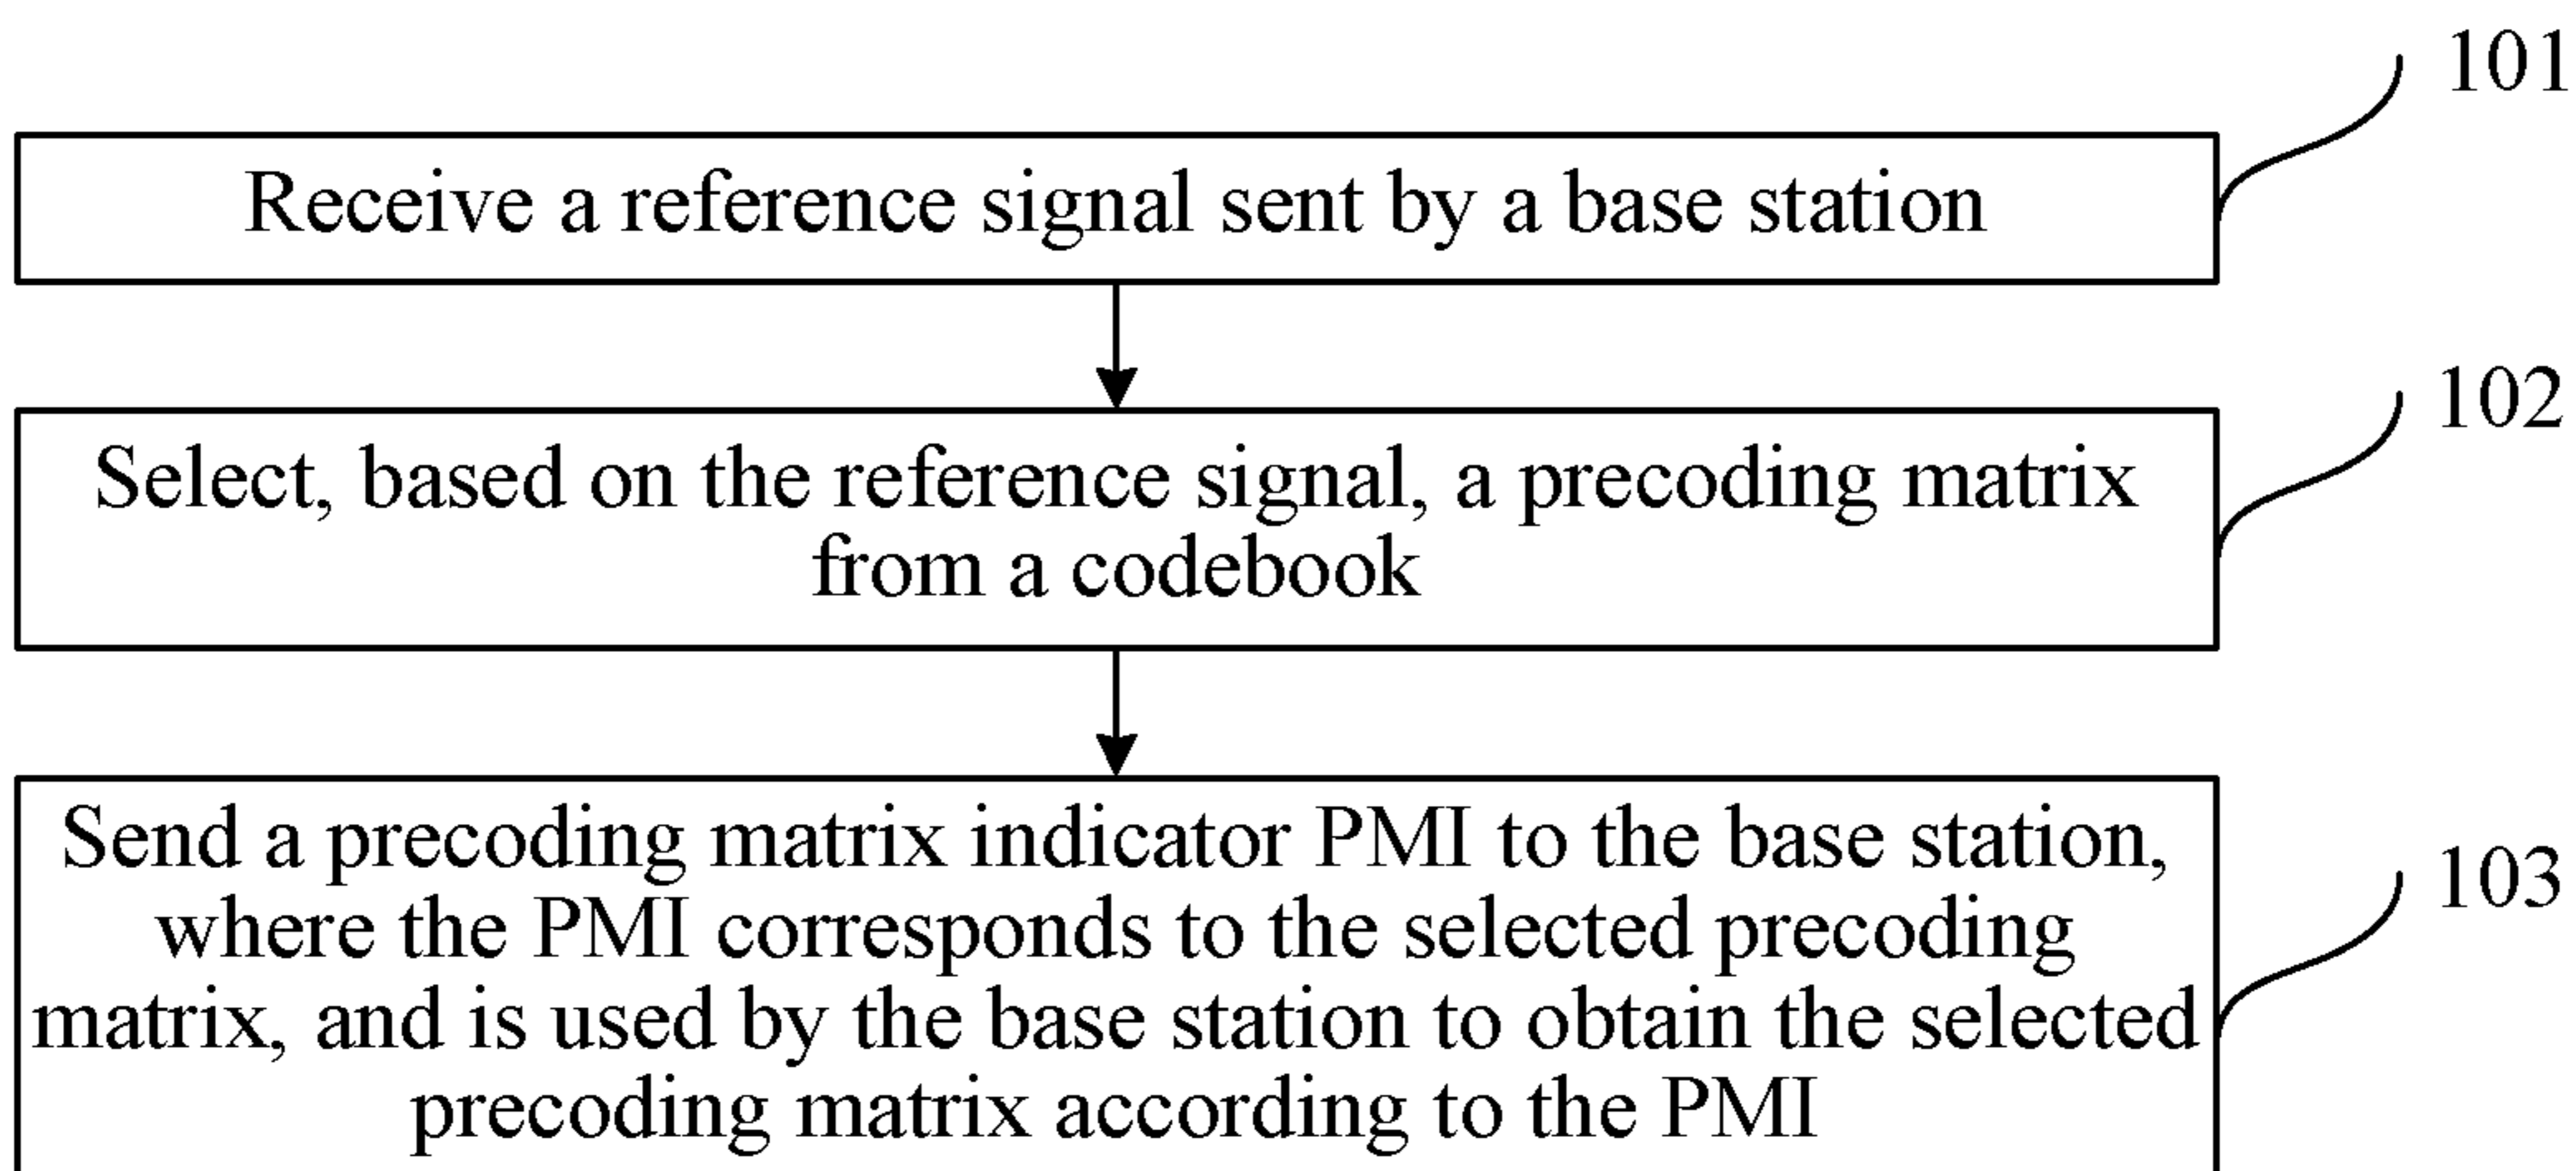 101
Receive a reference signal sent by a base station
102
Select, based on the reference signal, a precoding matrix
from a codebook
103
Send a precoding matrix indicator PMI to the base station,
where the PMI corresponds to the selected precoding
matrix, and is used by the base station to obtain the selected
precoding matrix according to the PMI